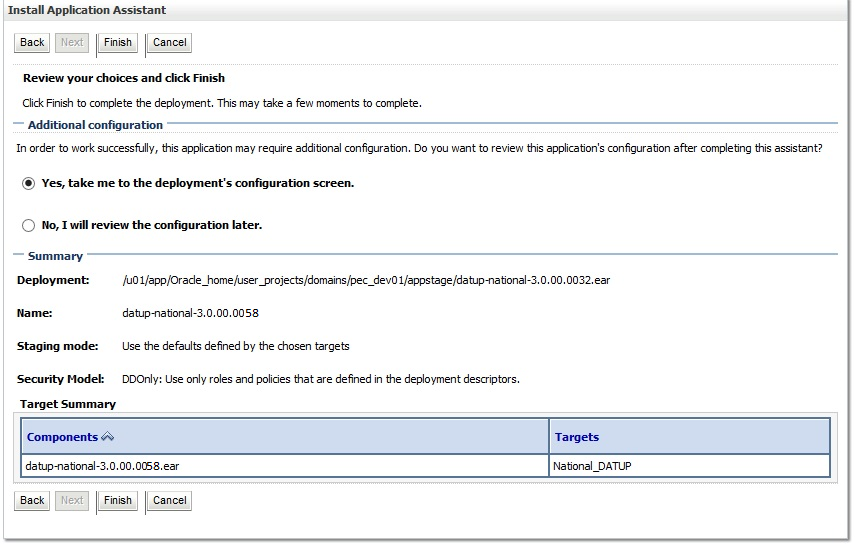 Install Application Assistant
Back Next Finish Cancel
Review your choices and click Finish
Click Finish to complete the deployment. This may take a few moments to complete.
Additional configuration
In order to work successfully, this application may require additional configuration. Do you want to review this application's configuration after completing this assistant?
Yes, take me to the deployment's configuration screen.
No, I will review the configuration later.
Summary
Deployment: /u01/app/Oracle_home/user_projects/domains/pec_dev01/appstage/datup-national-3.0.00.0032.ear
Name: datup-national-3.0.00.0058
Staging mode: Use the defaults defined by the chosen targets
Security Model: DDOnly: Use only roles and policies that are defined in the deployment descriptors.
Target Summary
Components Targets
datup-national-3.0.00.0058.ear National_DATUP
Back Next Finish Cancel